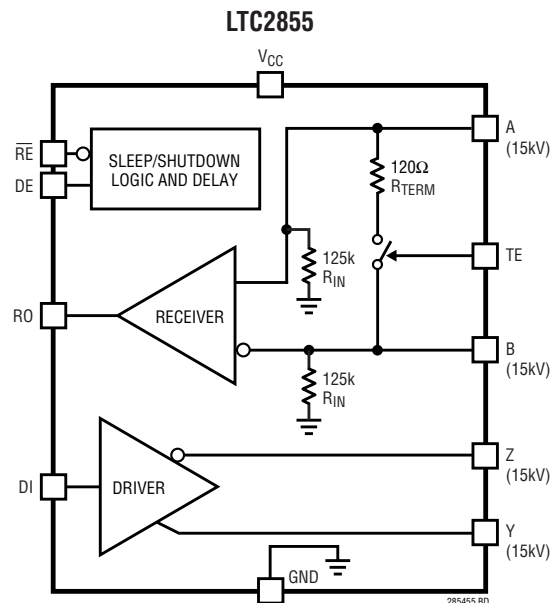 LTC2855
VCC
RE
DE
SLEEP/SHUTDOWN
LOGIC AND DELAY
A
(15kV)
120Ω
RTERM
TE
125k
RIN
RO
RECEIVER
B
(15kV)
125k
RIN
Z
(15kV)
DI
DRIVER
Y
(15kV)
GND
285455 BD